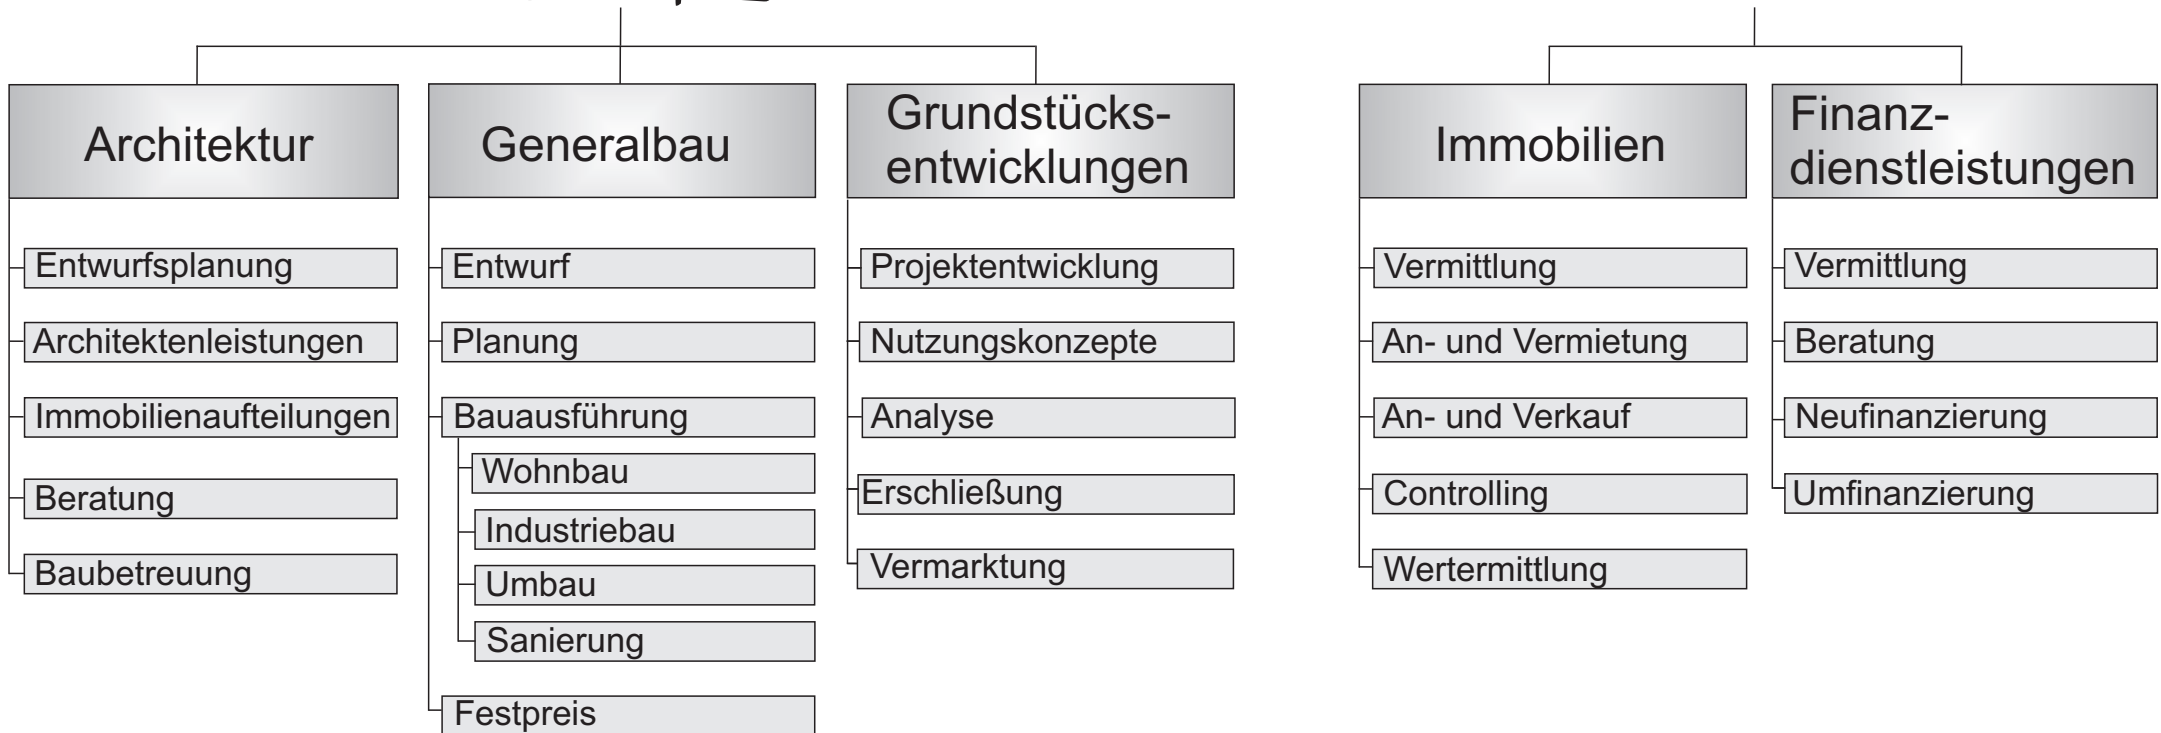 Architektur
Entwurfsplanung
Architektenleistungen
Immobilienaufteilungen
Beratung
Baubetreuung
Generalbau
Entwurf
Planung
Bauausführung
Wohnbau
Industriebau
Umbau
Sanierung
Festpreis
Grundstücks-
entwicklungen
Projektentwicklung
Nutzungskonzepte
Analyse
Erschließung
Vermarktung
Immobilien
Vermittlung
An- und Vermietung
An- und Verkauf
Controlling
Wertermittlung
Finanz-
dienstleistungen
Vermittlung
Beratung
Neufinanzierung
Umfinanzierung